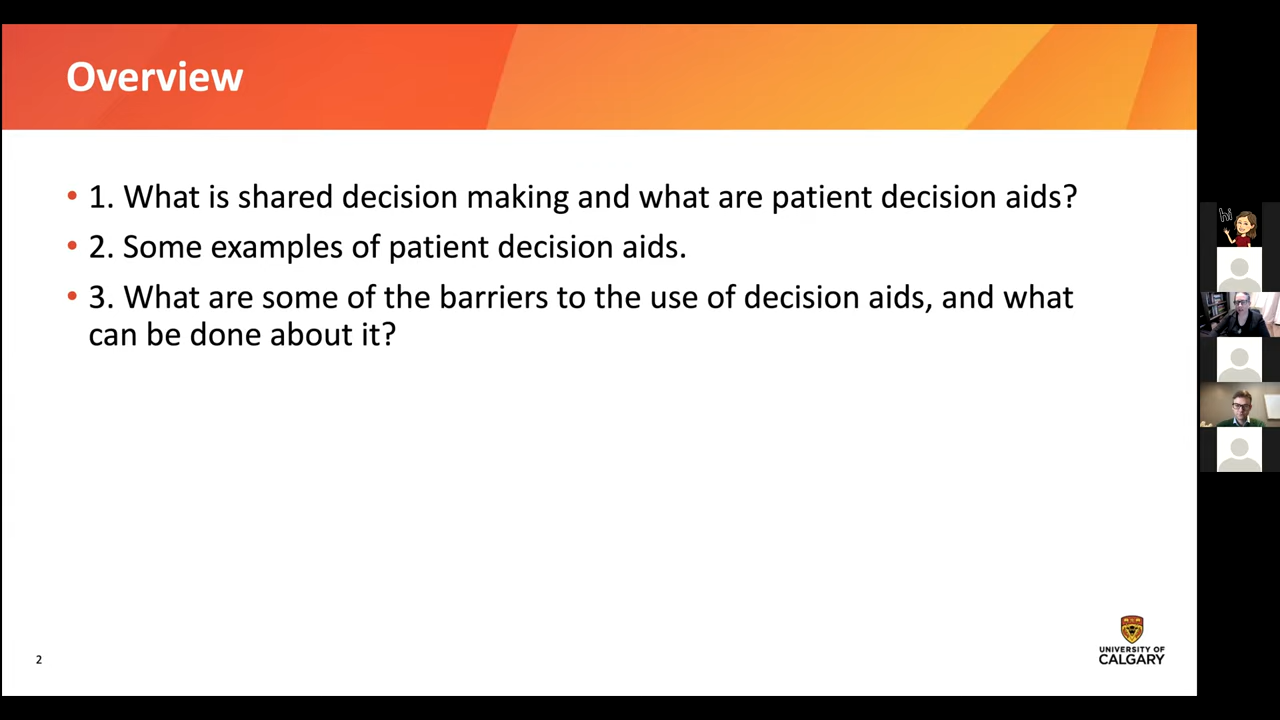 Overview
• 1. What is shared decision making and what are patient decision aids?
• 2. Some examples of patient decision aids.
• 3. What are some of the barriers to the use of decision aids, and what
can be done about it?
hi
2
UNIVERSITY OF
CALGARY